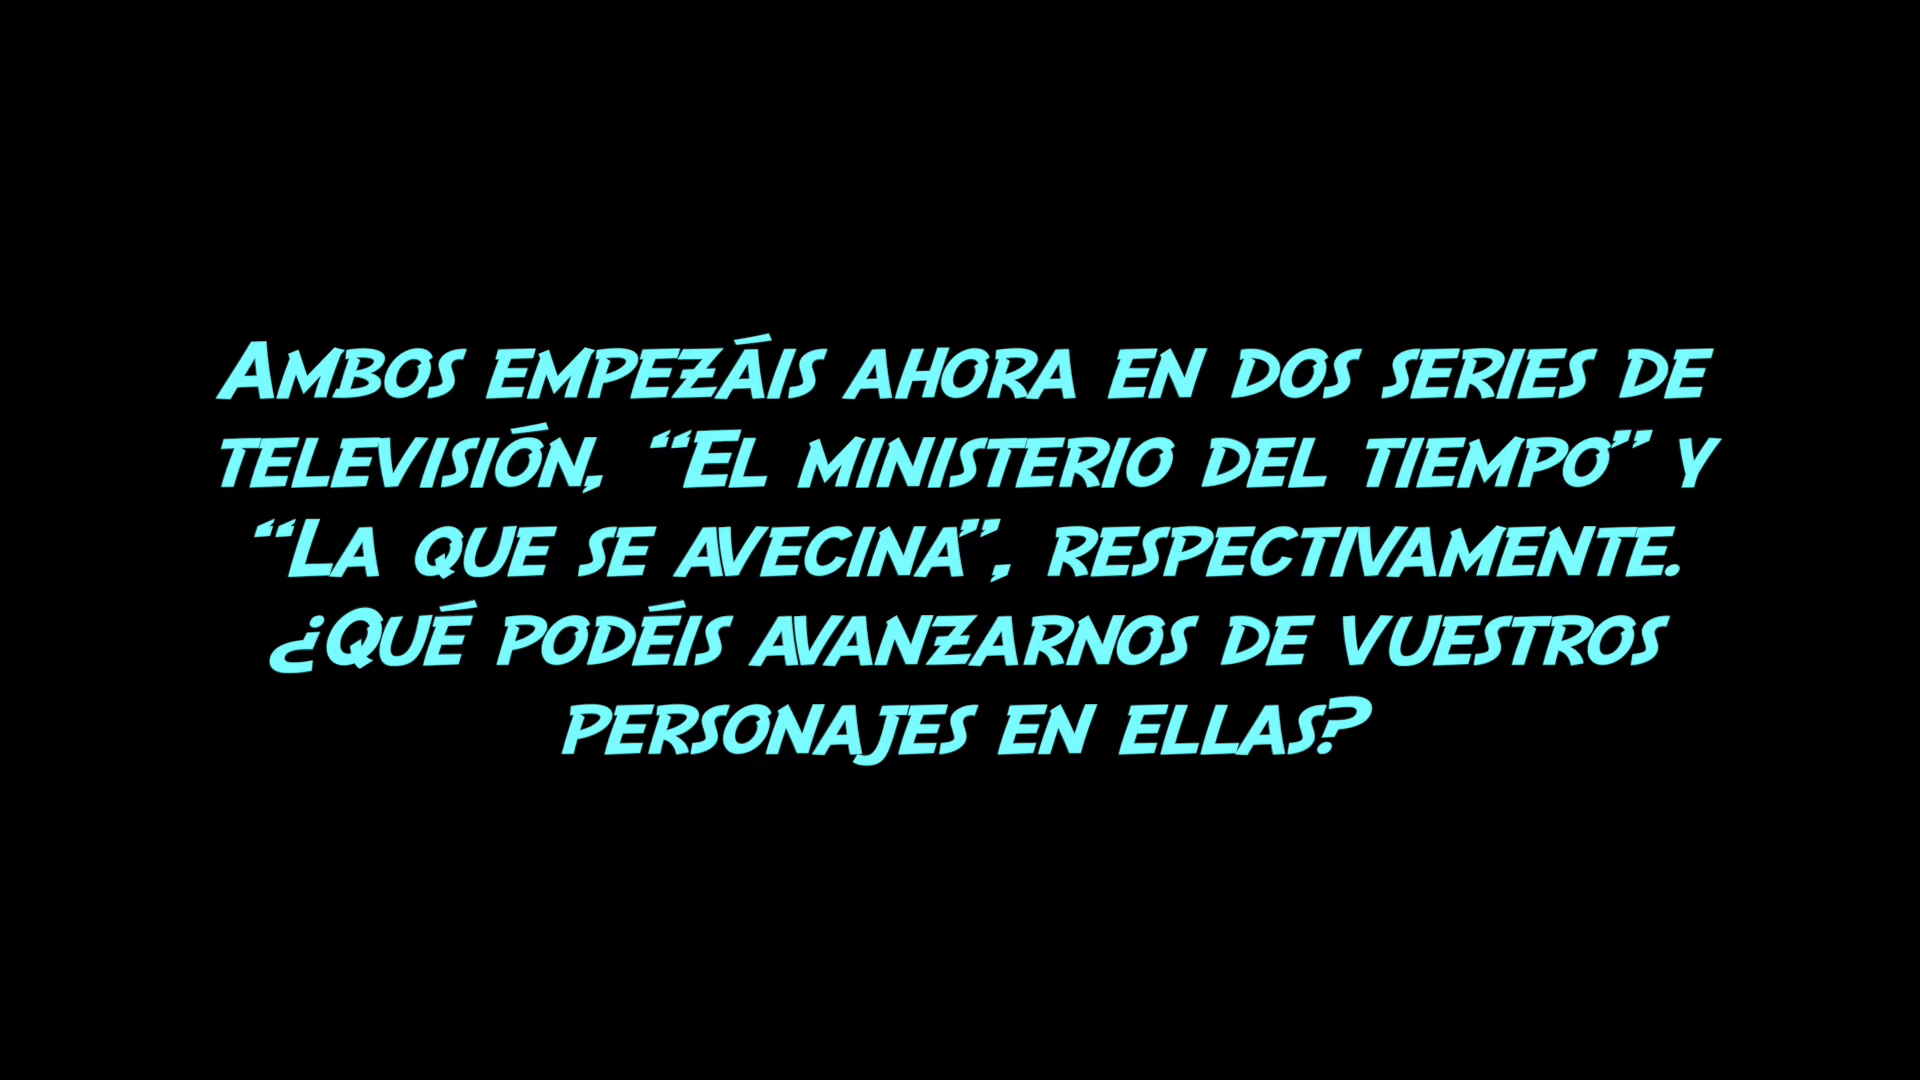 Ambos empezáis ahora en dos series de
televisión, “El ministerio del tiempo” y
“La que se avecina”, respectivamente.
¿Qué podéis avanzarnos de vuestros
personajes en ellas?